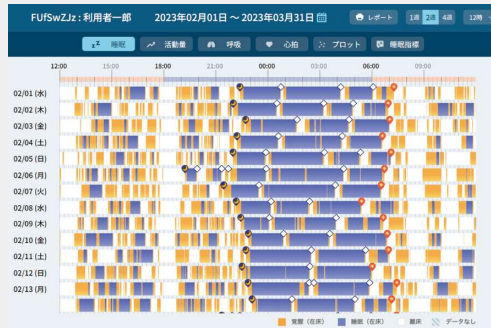 FUfSwZJz : 利用者一郎 2023年02月01日 ～ 2023年03月31日 レポート 1週 2週 4週 12時
睡眠 活動量 呼吸 心拍 プロット 睡眠指標
12:00 15:00 18:00 21:00 00:00 03:00 06:00 09:00
02/01 (水)
02/02 (木)
02/03 (金)
02/04 (土)
02/05 (日)
02/06 (月)
02/07 (火)
02/08 (水)
02/09 (木)
02/10 (金)
02/11 (土)
02/12 (日)
02/13 (月)
覚醒（在床） 睡眠（在床） 離床 データなし